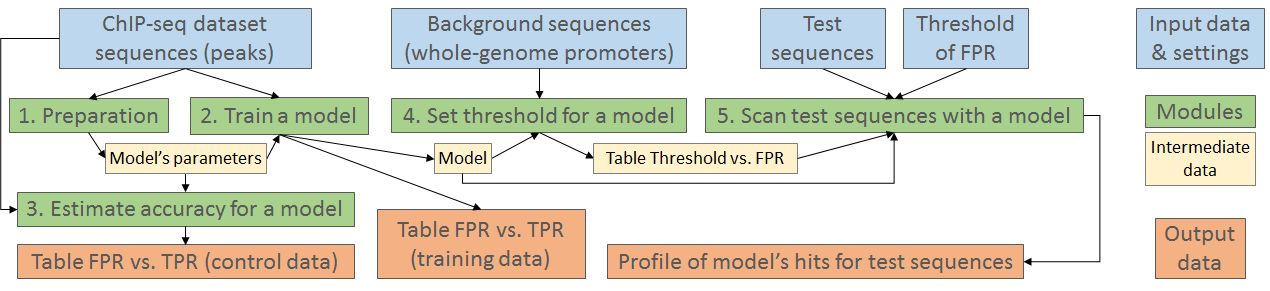 ChIP-seq dataset
sequences (peaks)
Background sequences
(whole-genome promoters)
Test
sequences
Threshold
of FPR
Input data
& settings
1. Preparation
2. Train a model
4. Set threshold for a model
5. Scan test sequences with a model
Modules
Model's parameters
Model
Table Threshold vs. FPR
Intermediate
data
3. Estimate accuracy for a model
Table FPR vs. TPR
(training data)
Table FPR vs. TPR (control data)
Profile of model's hits for test sequences
Output
data